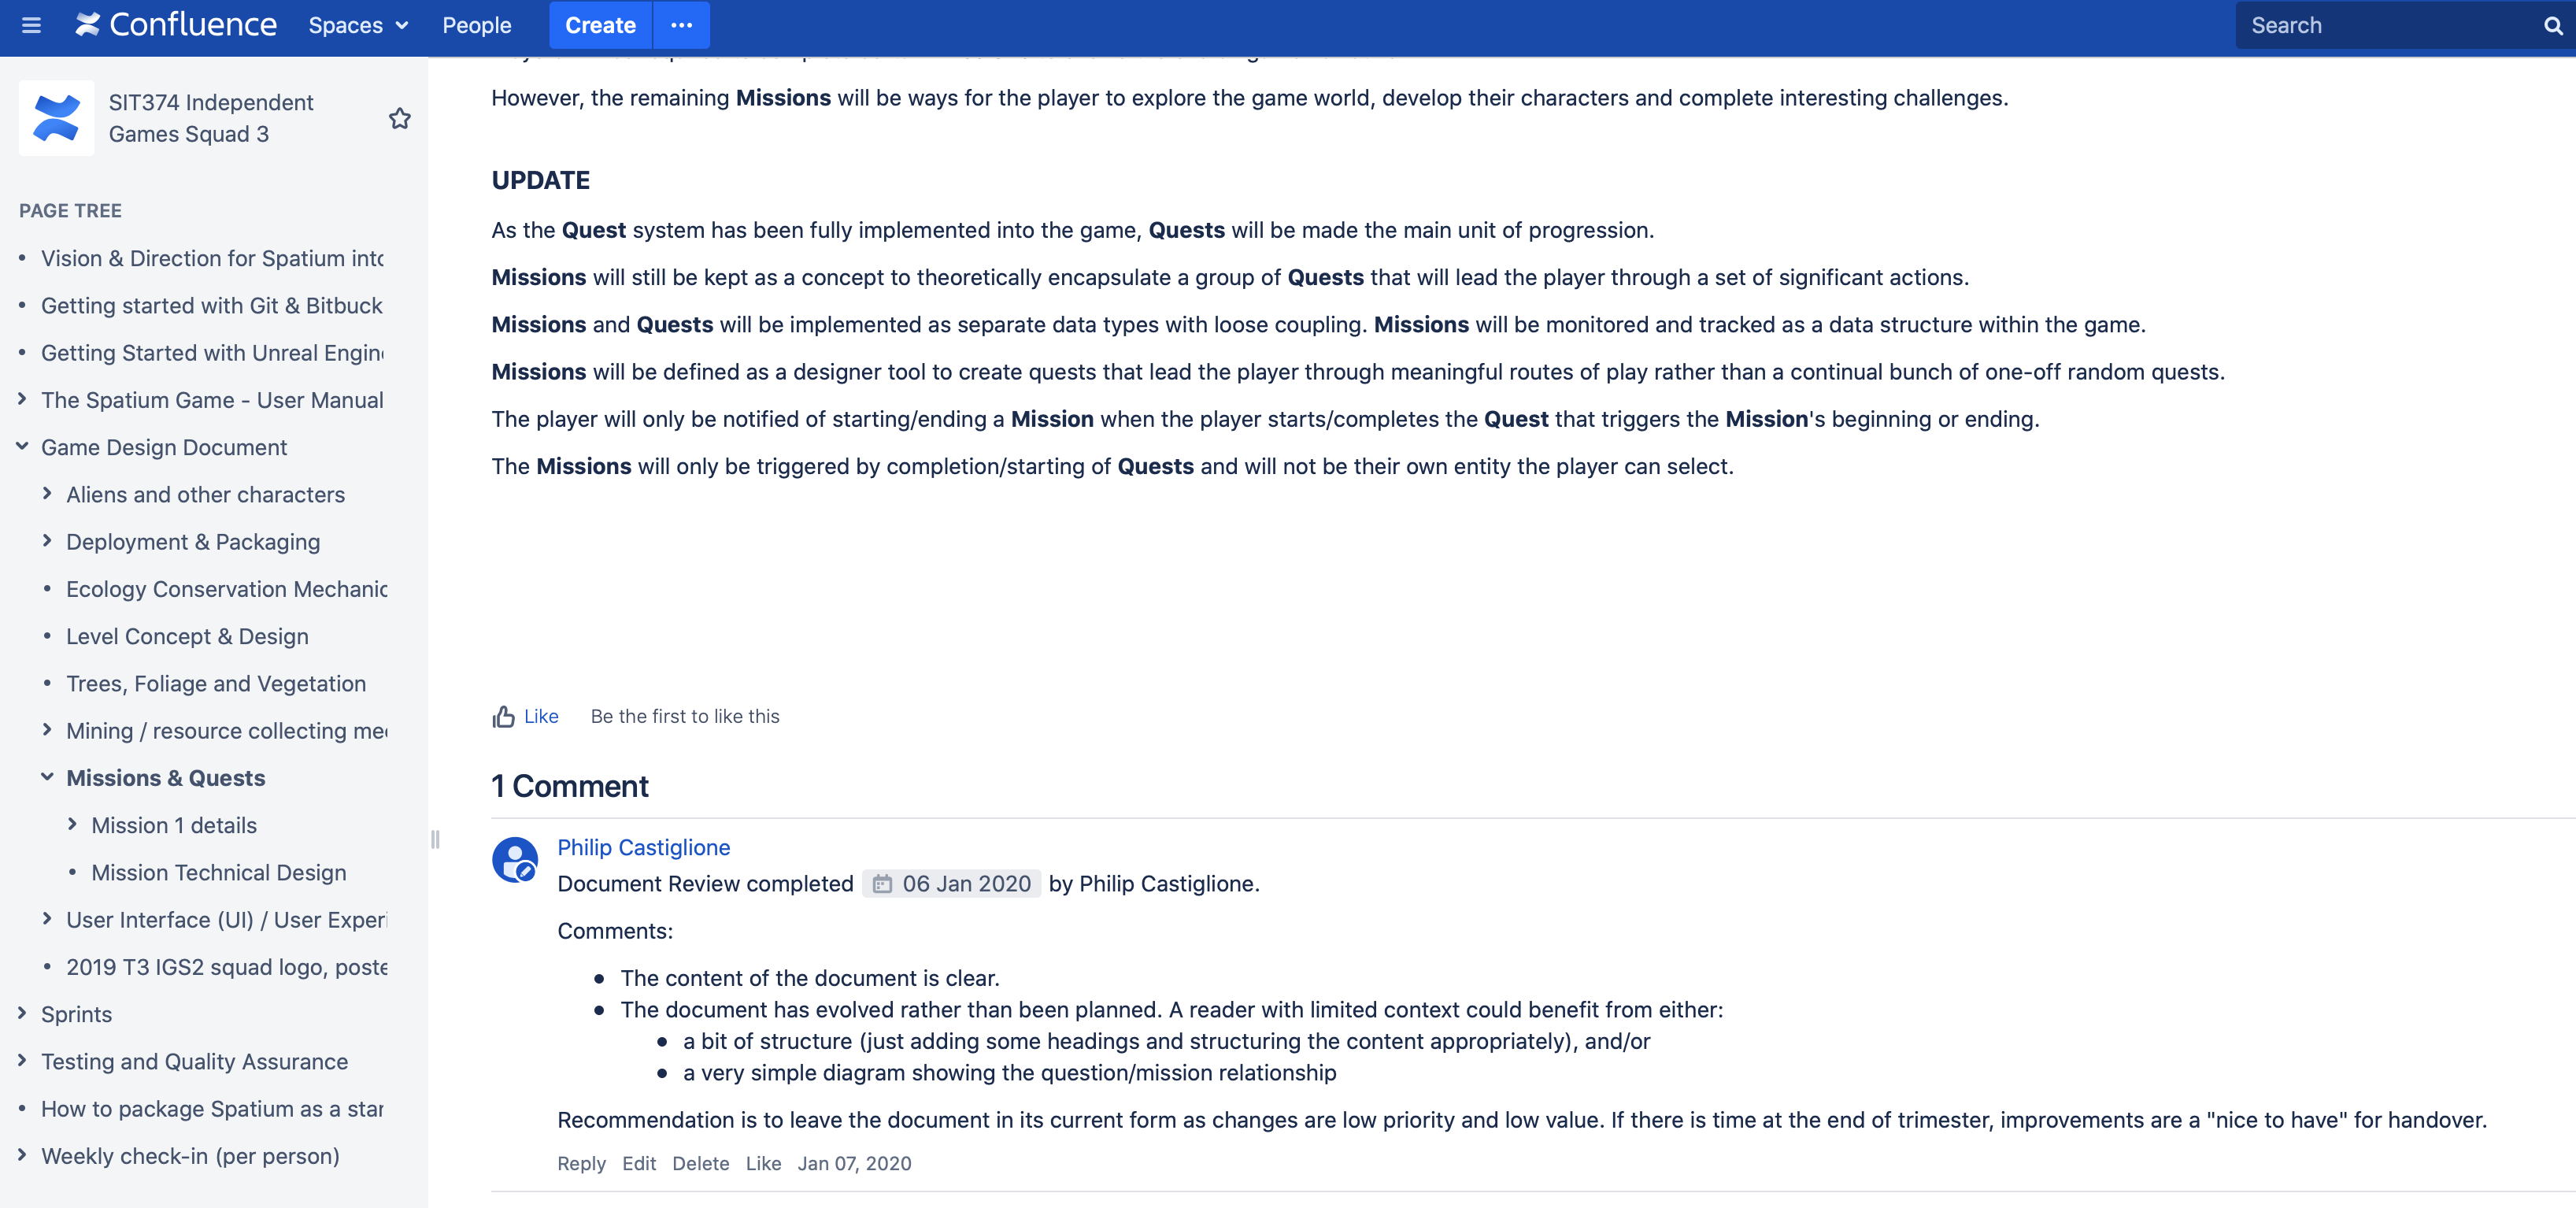 Confluence Spaces People Create Search
SIT374 Independent
Games Squad 3
PAGE TREE
Vision & Direction for Spatium into
Getting started with Git & Bitbuck
Getting Started with Unreal Engin
The Spatium Game - User Manual
Game Design Document
Aliens and other characters
Deployment & Packaging
Ecology Conservation Mechanic
Level Concept & Design
Trees, Foliage and Vegetation
Mining / resource collecting me
Missions & Quests
Mission 1 details
Mission Technical Design
User Interface (UI) / User Experi
2019 T3 IGS2 squad logo, poste
Sprints
Testing and Quality Assurance
How to package Spatium as a star
Weekly check-in (per person)
However, the remaining Missions will be ways for the player to explore the game world, develop their characters and complete interesting challenges.
UPDATE
As the Quest system has been fully implemented into the game, Quests will be made the main unit of progression.
Missions will still be kept as a concept to theoretically encapsulate a group of Quests that will lead the player through a set of significant actions.
Missions and Quests will be implemented as separate data types with loose coupling. Missions will be monitored and tracked as a data structure within the game.
Missions will be defined as a designer tool to create quests that lead the player through meaningful routes of play rather than a continual bunch of one-off random quests.
The player will only be notified of starting/ending a Mission when the player starts/completes the Quest that triggers the Mission's beginning or ending.
The Missions will only be triggered by completion/starting of Quests and will not be their own entity the player can select.
Like Be the first to like this
1 Comment
Philip Castiglione
Document Review completed 06 Jan 2020 by Philip Castiglione.
Comments:
• The content of the document is clear.
• The document has evolved rather than been planned. A reader with limited context could benefit from either:
• a bit of structure (just adding some headings and structuring the content appropriately), and/or
• a very simple diagram showing the question/mission relationship
Recommendation is to leave the document in its current form as changes are low priority and low value. If there is time at the end of trimester, improvements are a "nice to have" for handover.
Reply Edit Delete Like Jan 07, 2020